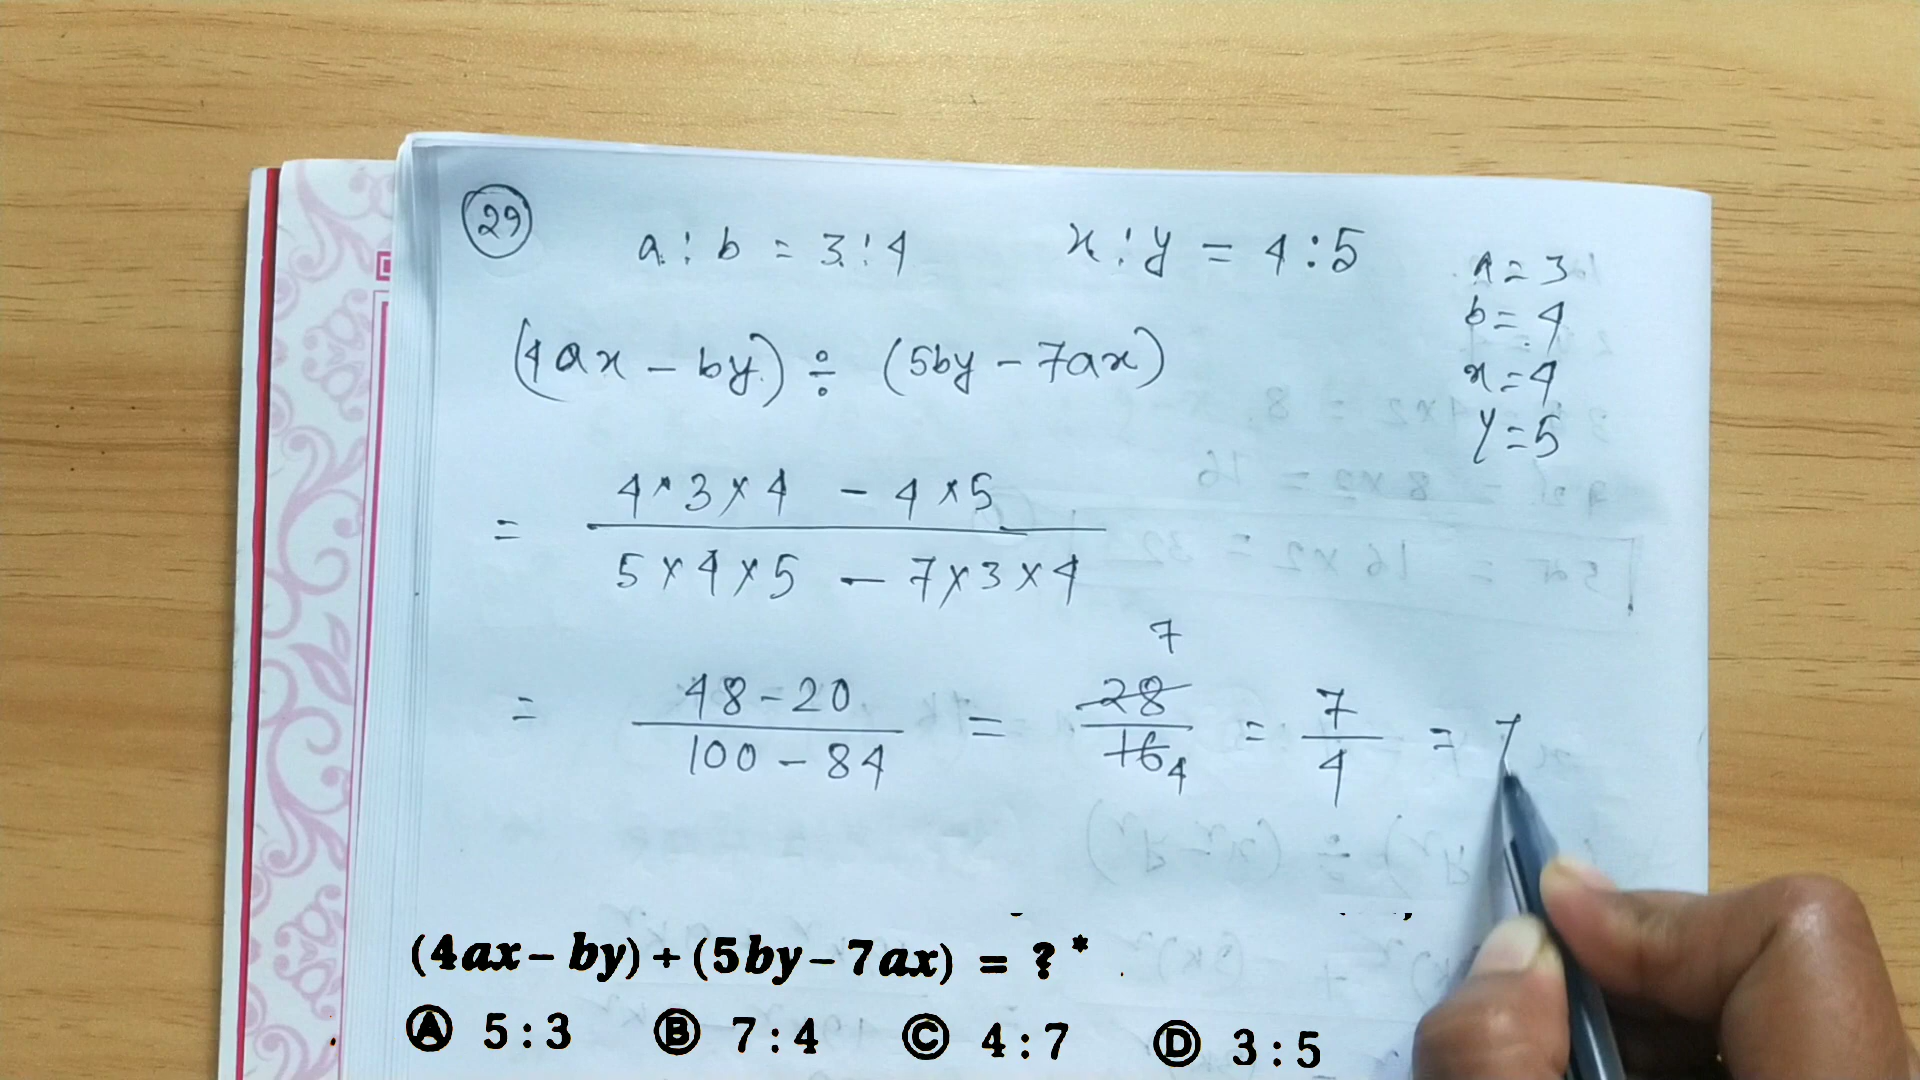 29
a : b = 3 : 4 x : y = 4 : 5
a = 3
b = 4
x = 4
y = 5
(4ax - by) ÷ (5by - 7ax)
= 4 × 3 × 4 - 4 × 5 / 5 × 4 × 5 - 7 × 3 × 4
= 48 - 20 / 100 - 84 = 28 7 / 16 4 = 7 / 4 = 7
(4ax – by) + (5by – 7ax) = ? *
Ⓐ 5 : 3 Ⓑ 7 : 4 Ⓒ 4 : 7 Ⓓ 3 : 5